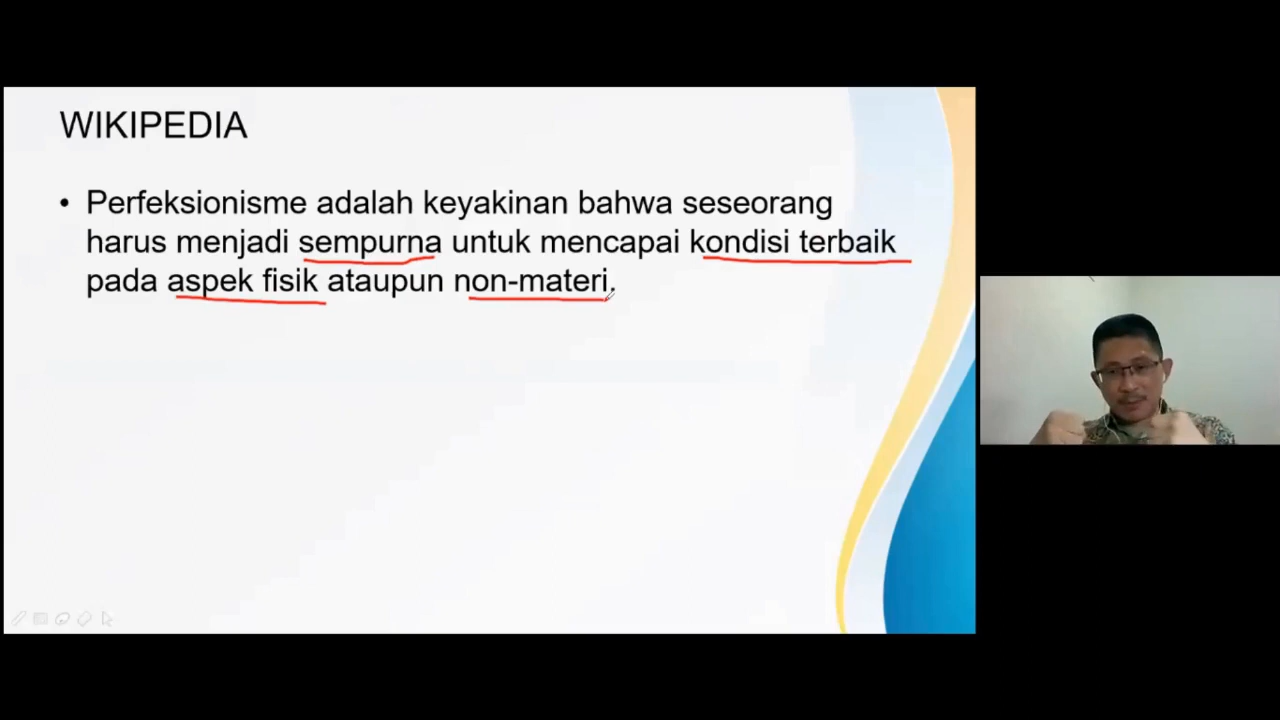 WIKIPEDIA
• Perfeksionisme adalah keyakinan bahwa seseorang
harus menjadi sempurna untuk mencapai kondisi terbaik
pada aspek fisik ataupun non-materi.